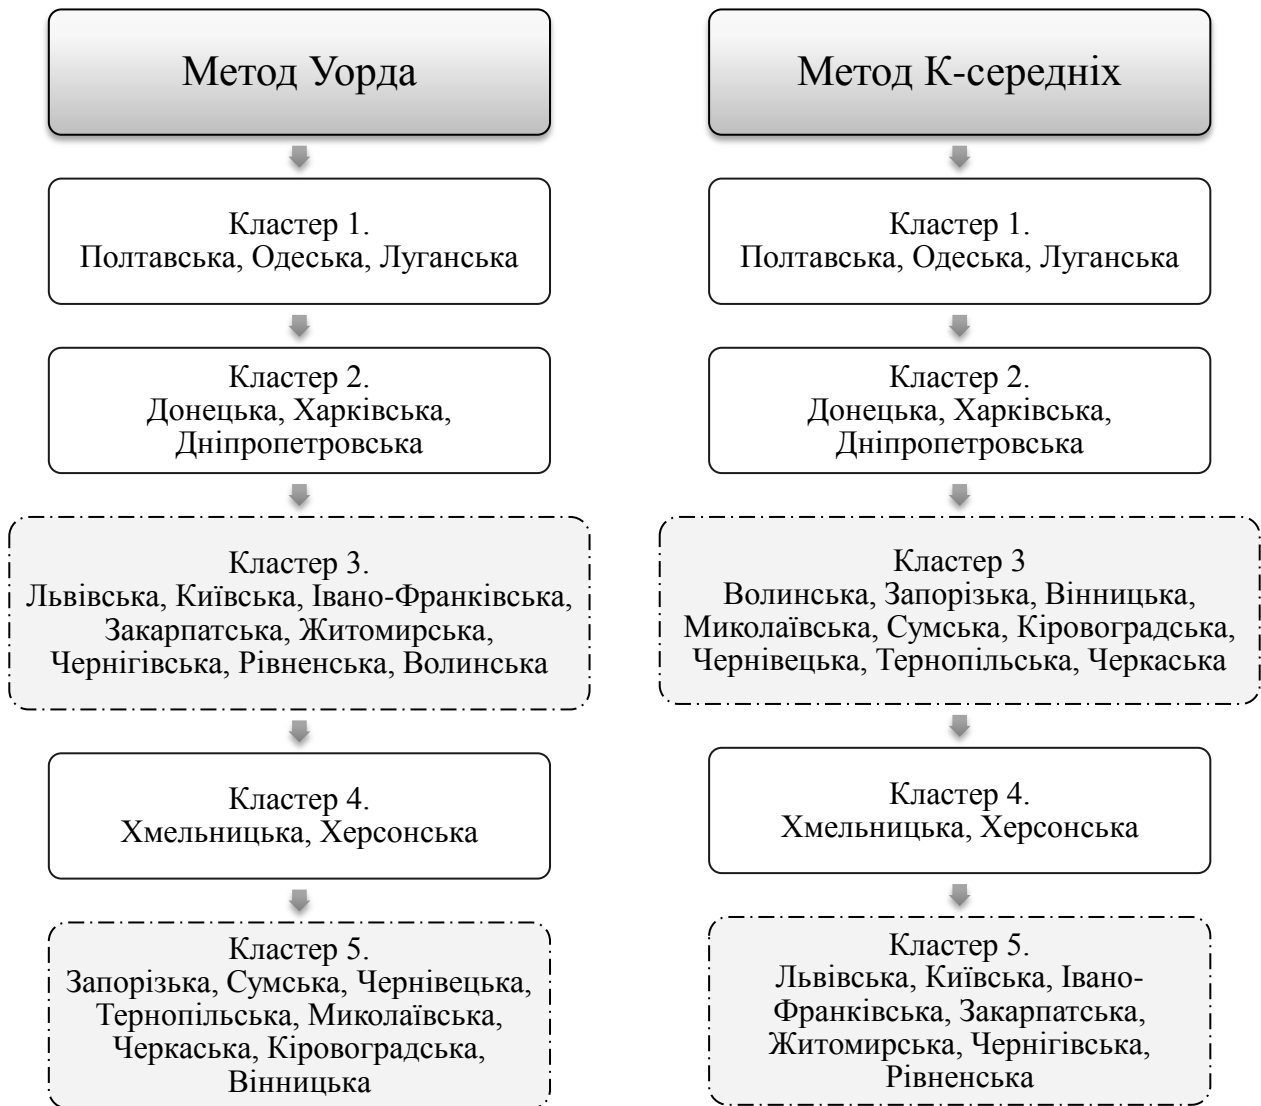 Метод Уорда
Кластер 1.
Полтавська, Одеська, Луганська
Кластер 2.
Донецька, Харківська,
Дніпропетровська
Кластер 3.
Львівська, Київська, Івано-Франківська,
Закарпатська, Житомирська,
Чернігівська, Рівненська, Волинська
Кластер 4.
Хмельницька, Херсонська
Кластер 5.
Запорізька, Сумська, Чернівецька,
Тернопільська, Миколаївська,
Черкаська, Кіровоградська,
Вінницька
Метод К-середніх
Кластер 1.
Полтавська, Одеська, Луганська
Кластер 2.
Донецька, Харківська,
Дніпропетровська
Кластер 3
Волинська, Запорізька, Вінницька,
Миколаївська, Сумська, Кіровоградська,
Чернівецька, Тернопільська, Черкаська
Кластер 4.
Хмельницька, Херсонська
Кластер 5.
Львівська, Київська, Івано-
Франківська, Закарпатська,
Житомирська, Чернігівська,
Рівненська